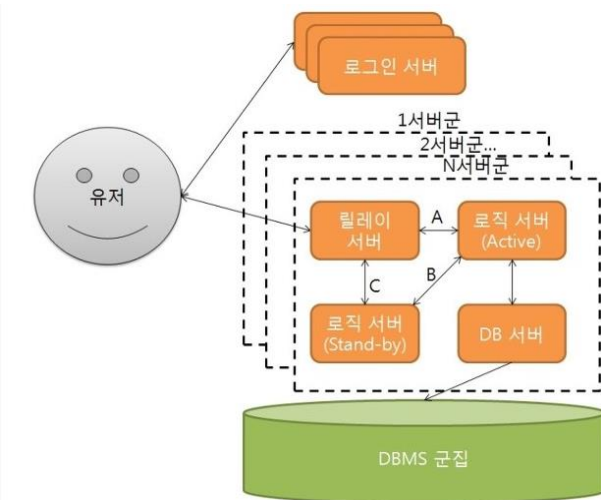 로그인 서버
1서버군
2서버군...
N서버군
유저
릴레이
서버
A
로직 서버
(Active)
C
B
로직 서버
(Stand-by)
DB 서버
DBMS 군집